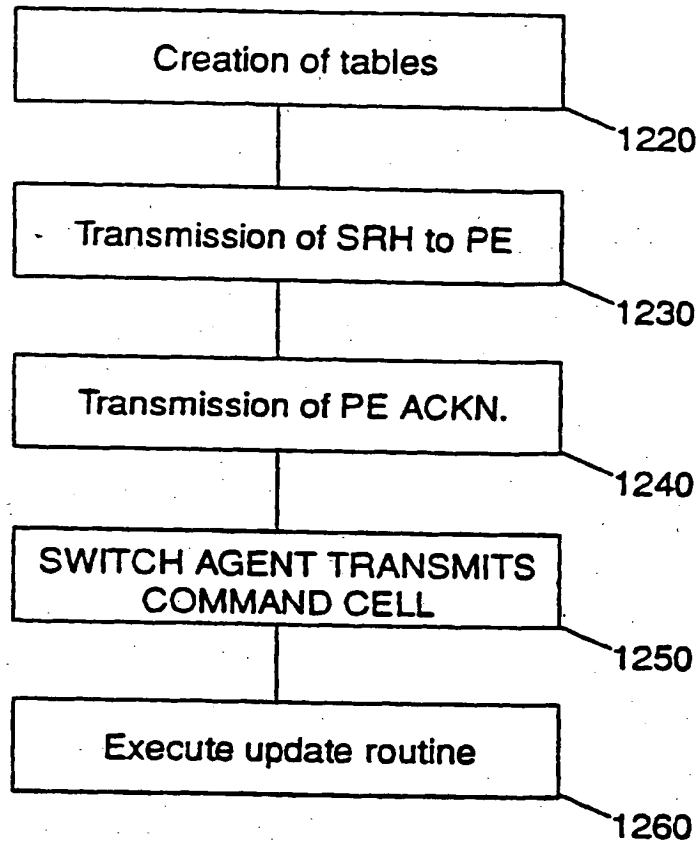 Creation of tables
1220
Transmission of SRH to PE
1230
Transmission of PE ACKN.
1240
SWITCH AGENT TRANSMITS
COMMAND CELL
1250
Execute update routine
1260